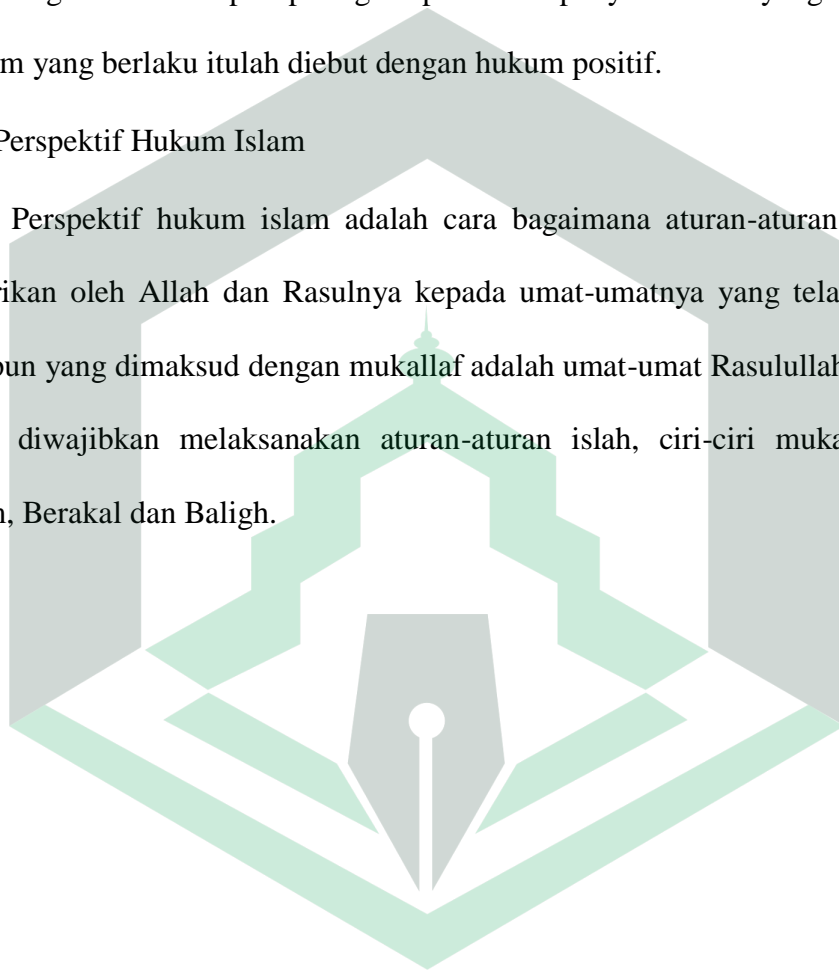 m yang berlaku itulah diebut dengan hukum positif.
Perspektif Hukum Islam
Perspektif hukum islam adalah cara bagaimana aturan-aturan
rikan oleh Allah dan Rasulnya kepada umat-umatnya yang tela
pun yang dimaksud dengan mukallaf adalah umat-umat Rasulullah
diwajibkan melaksanakan aturan-aturan islah, ciri-ciri muka
n, Berakal dan Baligh.